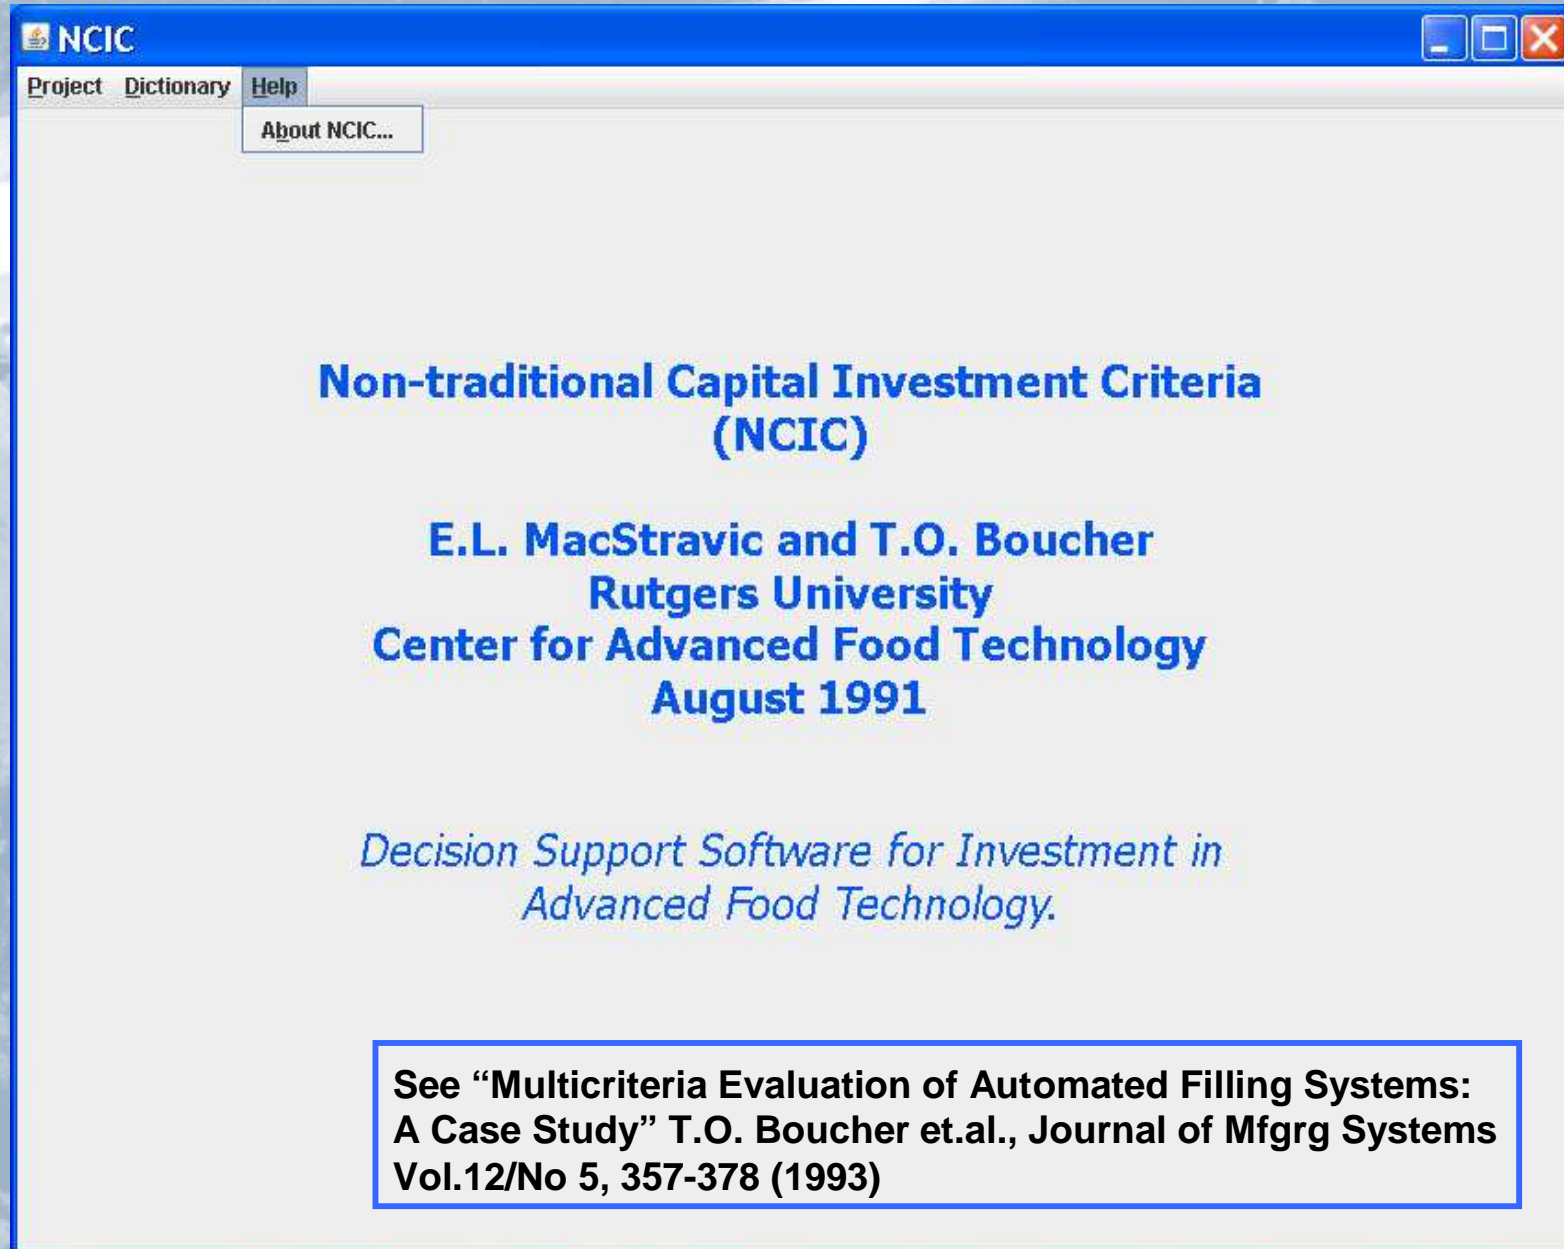 NCIC
Project Dictionary Help
About NCIC...
Non-traditional Capital Investment Criteria
(NCIC)
E.L. MacStravic and T.O. Boucher
Rutgers University
Center for Advanced Food Technology
August 1991
Decision Support Software for Investment in
Advanced Food Technology.
See “Multicriteria Evaluation of Automated Filling Systems:
A Case Study” T.O. Boucher et.al., Journal of Mfgrg Systems
Vol.12/No 5, 357-378 (1993)